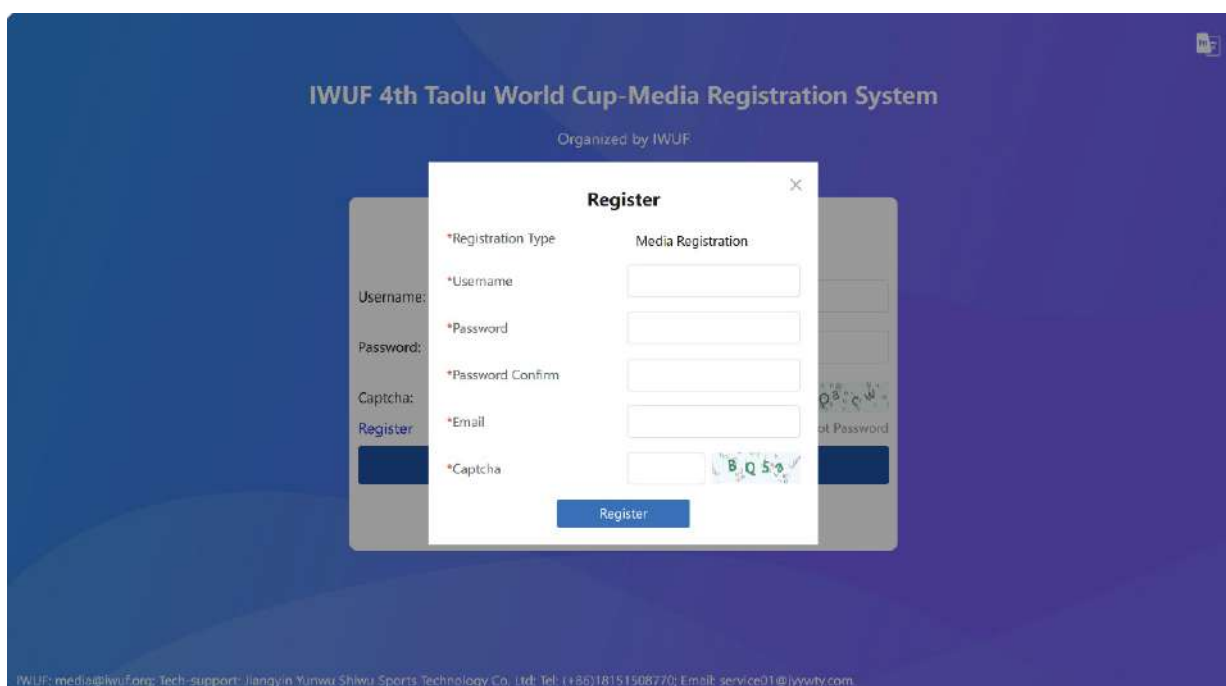 IWUF 4th Taolu World Cup-Media Registration System
Organized by IWUF
Register
*Registration Type Media Registration
*Username
Username:
*Password
Password:
*Password Confirm
Captcha:
*Email
Register ot Password
*Captcha
Register
IWUF: media@iwuf.org; Tech-support: Jiangyin Yunwu Shiwu Sports Technology Co. Ltd; Tel: (+86)18151508770; Email: service01@jyywtv.com.